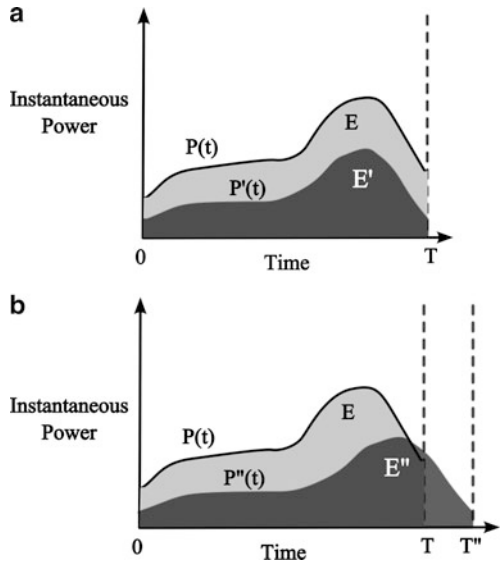 a
Instantaneous
Power
P(t)
E
P'(t)
E'
0
Time
T
b
Instantaneous
Power
P(t)
E
P"(t)
E"
0
Time
T
T"